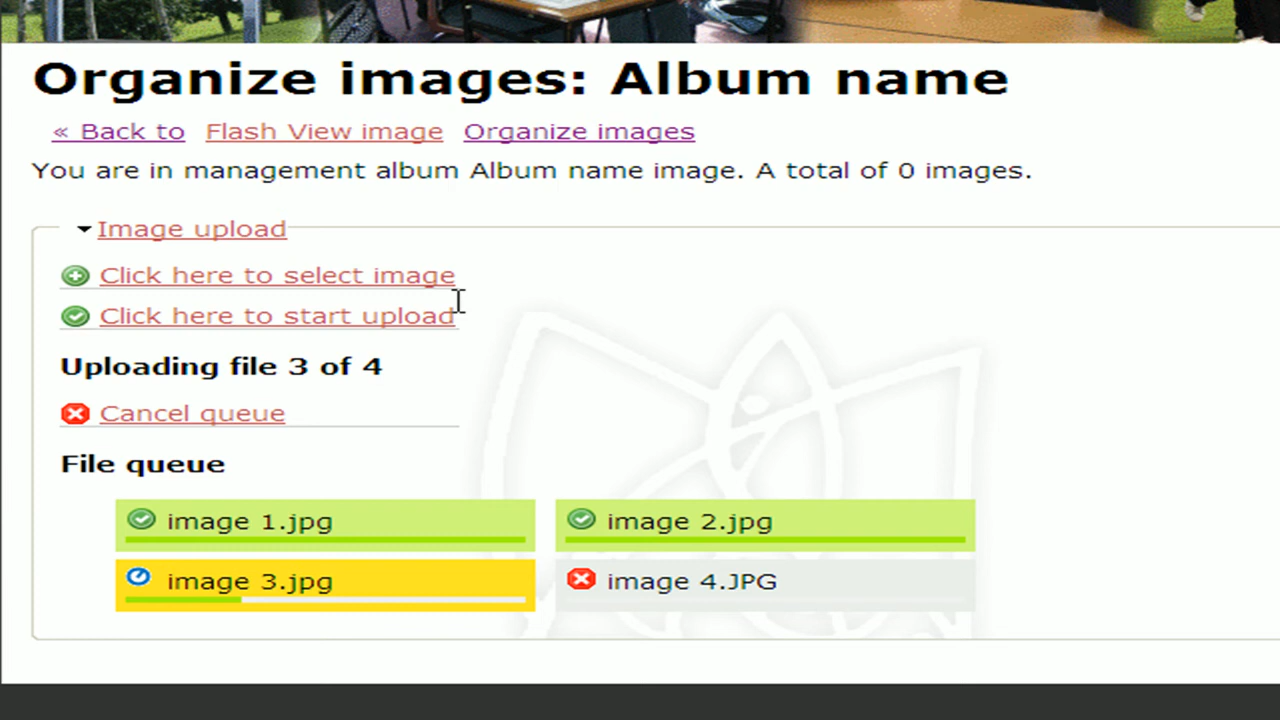 Organize images: Album name
« Back to Flash View image Organize images
You are in management album Album name image. A total of 0 images.
Image upload
Click here to select image
Click here to start upload
Uploading file 3 of 4
Cancel queue
File queue
image 1.jpg image 2.jpg
image 3.jpg image 4.JPG